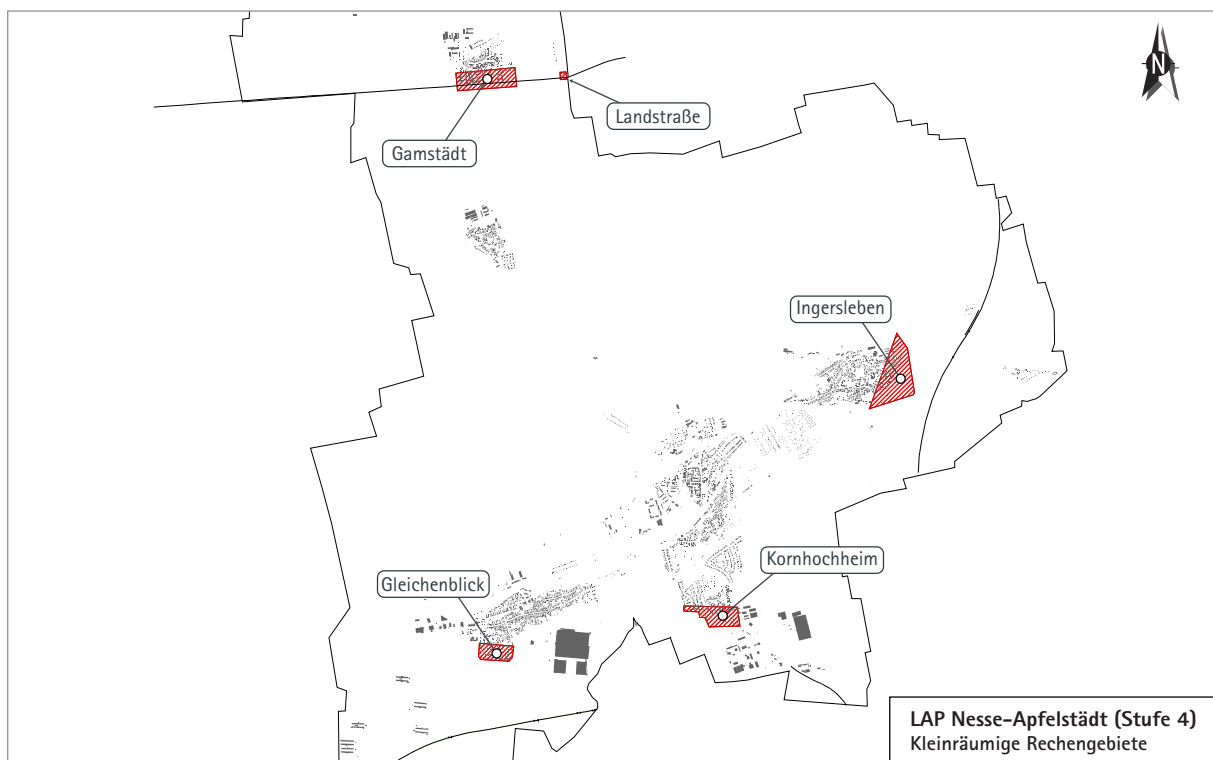 N
Landstraße
Gamstädt
Ingersleben
Kornhochheim
Gleichenblick
LAP Nesse-Apfelstädt (Stufe 4)
Kleinräumige Rechengebiete